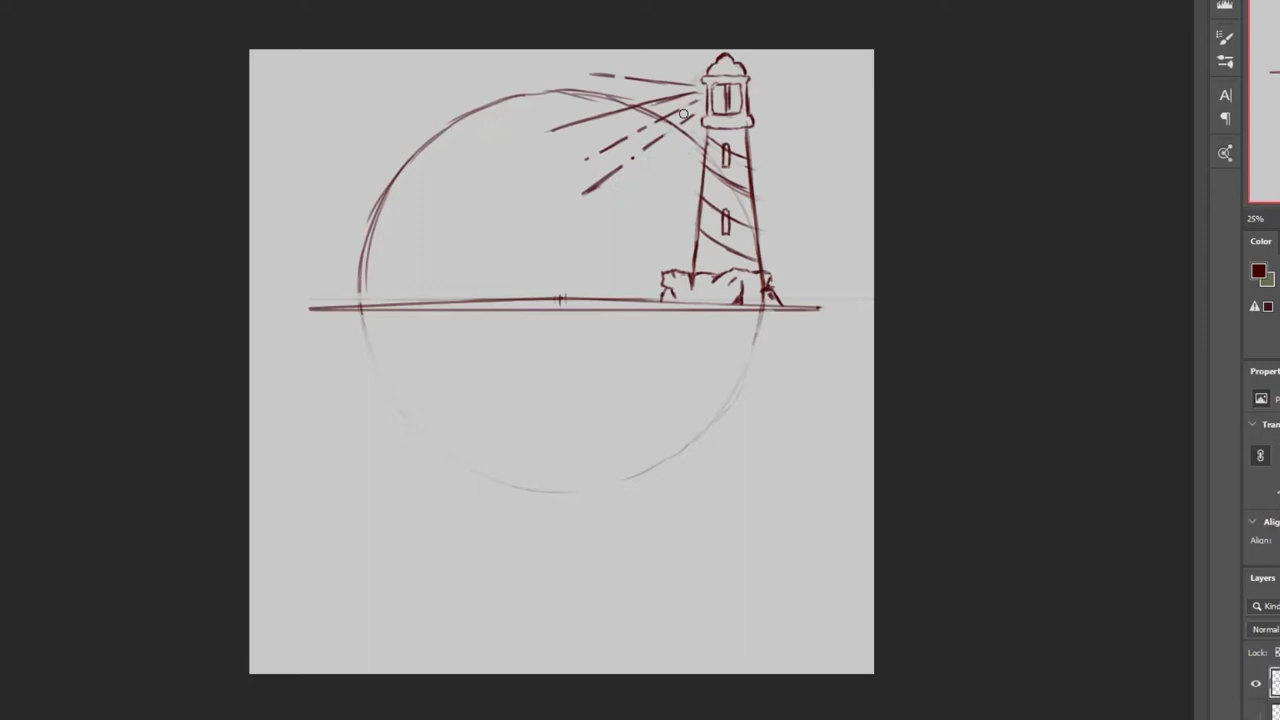 A|
25%
Color
Propert
Tran
Alig
Align:
Layers
Kind
Normal
Lock: